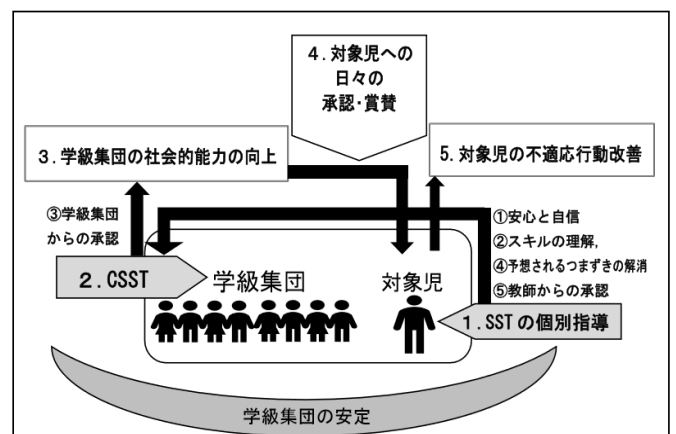 4．対象児への
日々の
承認・賞賛
3．学級集団の社会的能力の向上
5．対象児の不適応行動改善
③学級集団
からの承認
①安心と自信
②スキルの理解,
④予想されるつまずきの解消
⑤教師からの承認
2．CSST
学級集団
対象児
1．SSTの個別指導
学級集団の安定